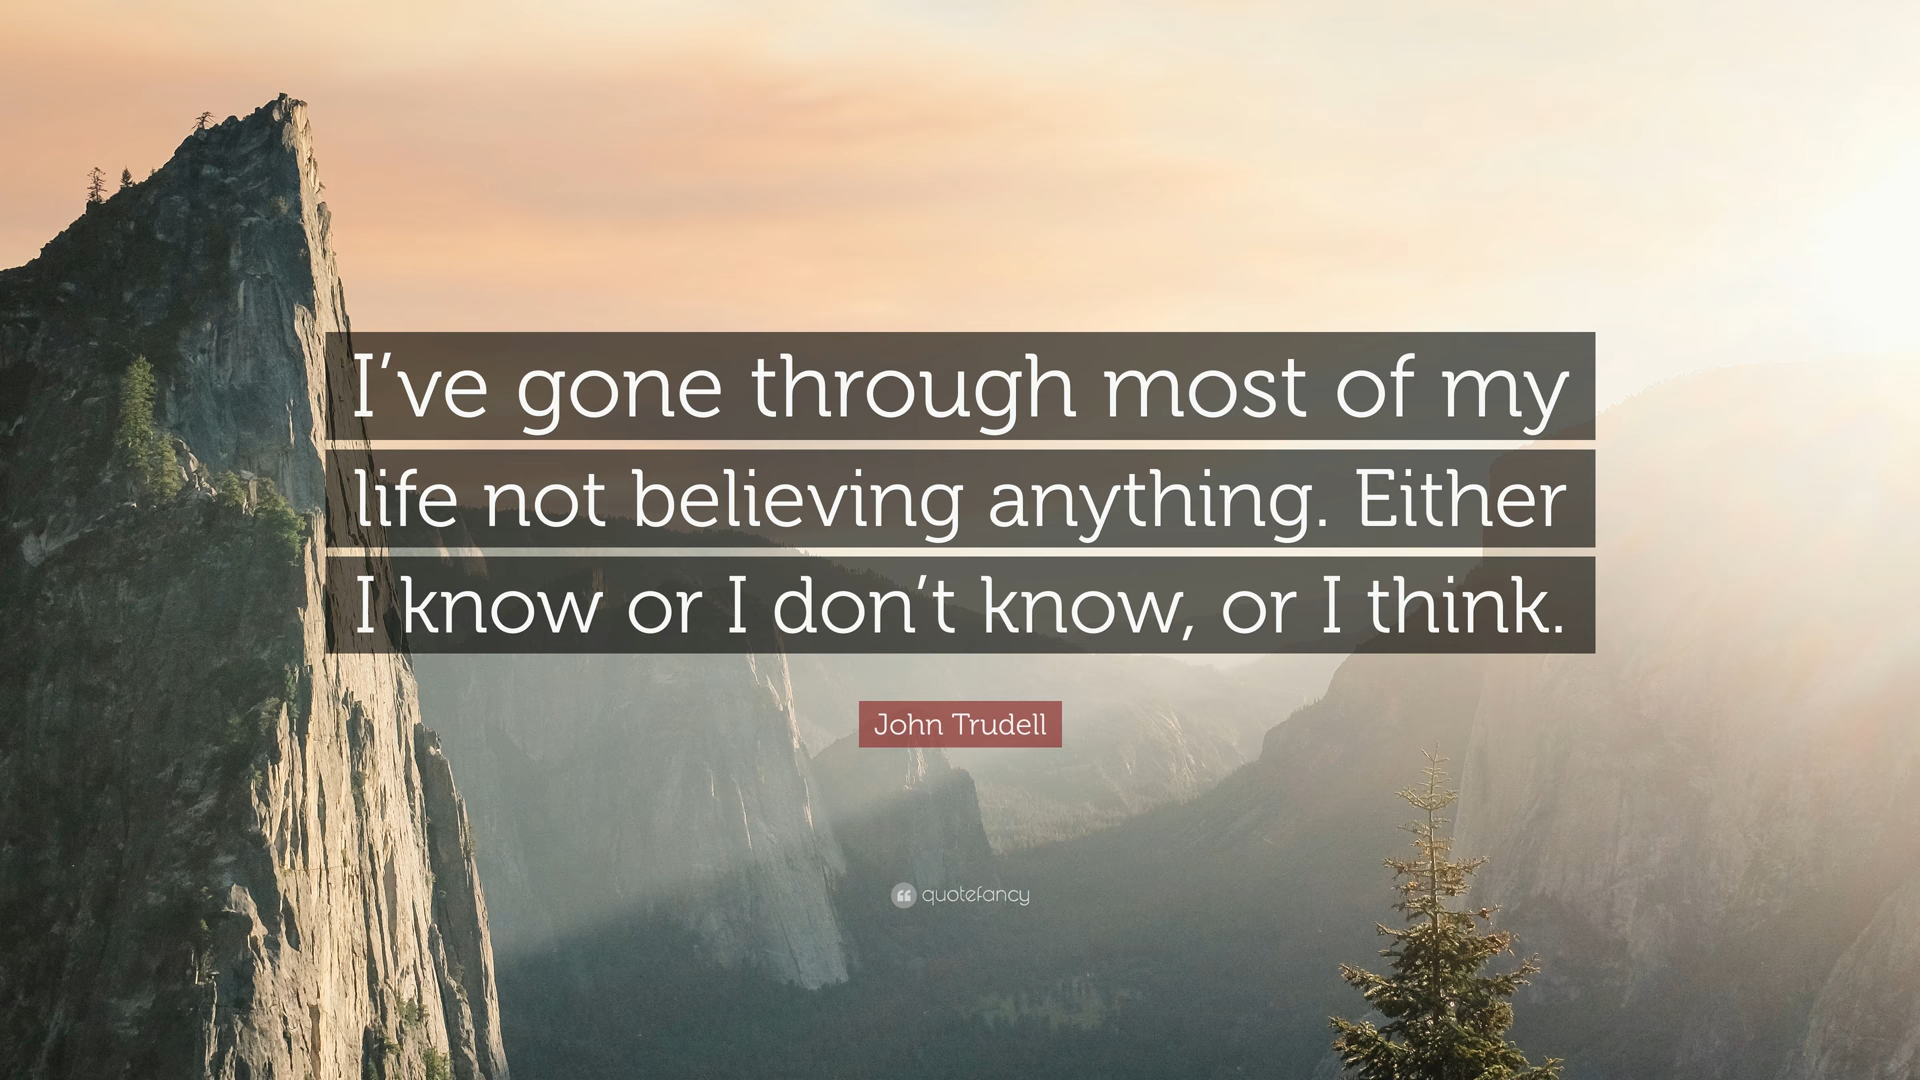 I’ve gone through most of my
life not believing anything. Either
I know or I don’t know, or I think.
John Trudell
quotefancy